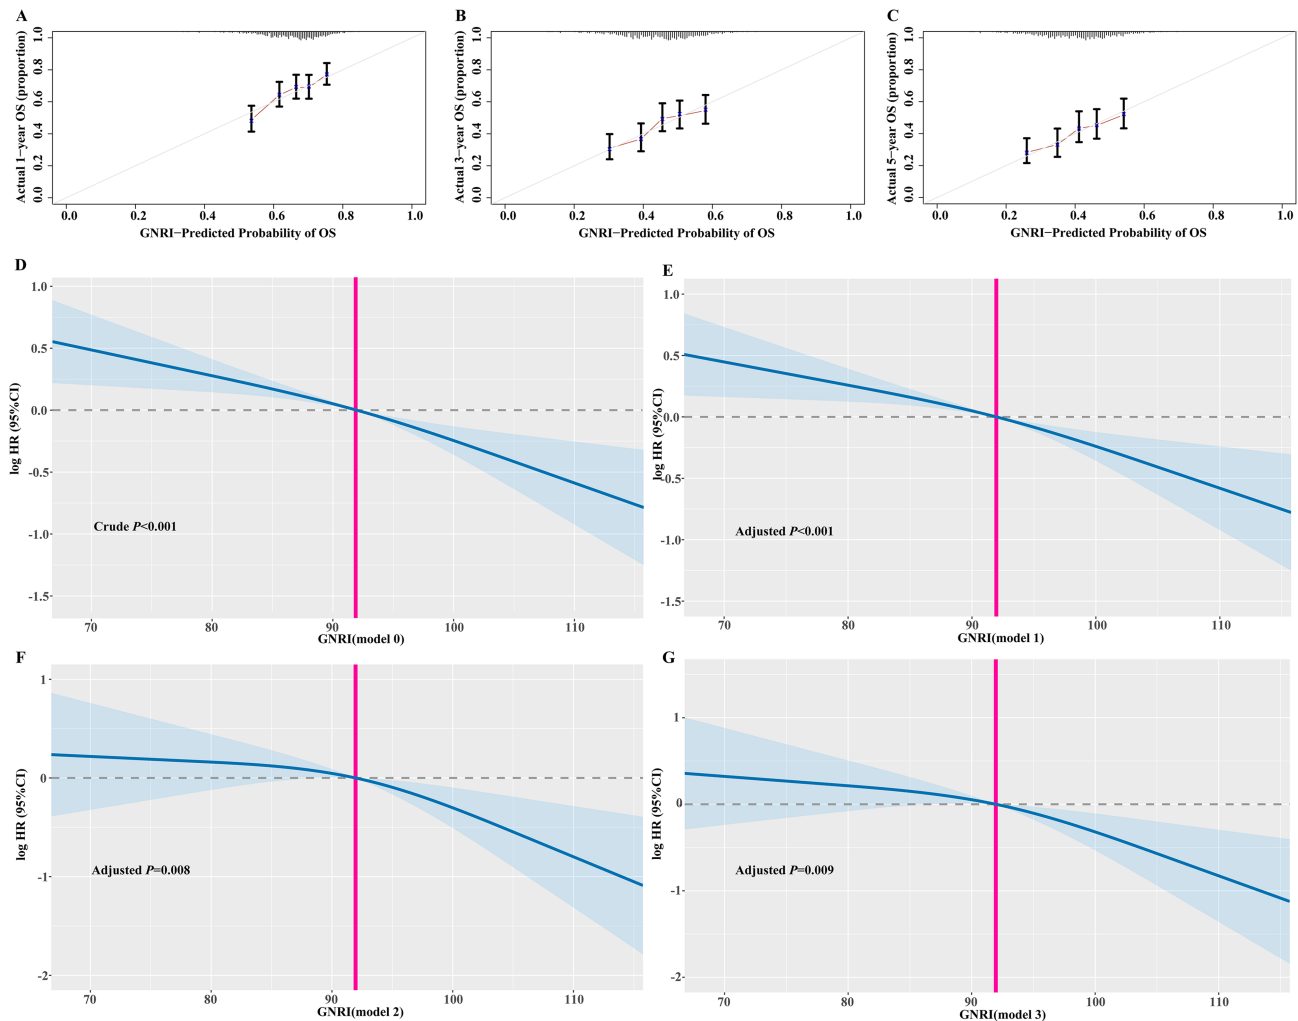 A
Actual 1−year OS (proportion)
1.0
0.8
0.6
0.4
0.2
0.0
0.0 0.2 0.4 0.6 0.8 1.0
GNRI−Predicted Probability of OS
B
Actual 3−year OS (proportion)
1.0
0.8
0.6
0.4
0.2
0.0
0.0 0.2 0.4 0.6 0.8 1.0
GNRI−Predicted Probability of OS
C
Actual 5−year OS (proportion)
1.0
0.8
0.6
0.4
0.2
0.0
0.0 0.2 0.4 0.6 0.8 1.0
GNRI−Predicted Probability of OS
D
log HR (95%CI)
1.0
0.5
0.0
-0.5
-1.0
-1.5
Crude P<0.001
70 80 90 100 110
GNRI(model 0)
E
log HR (95%CI)
1.0
0.5
0.0
-0.5
-1.0
-1.5
Adjusted P<0.001
70 80 90 100 110
GNRI(model 1)
F
log HR (95%CI)
1
0
-1
-2
Adjusted P=0.008
70 80 90 100 110
GNRI(model 2)
G
log HR (95%CI)
1
0
-1
-2
Adjusted P=0.009
70 80 90 100 110
GNRI(model 3)